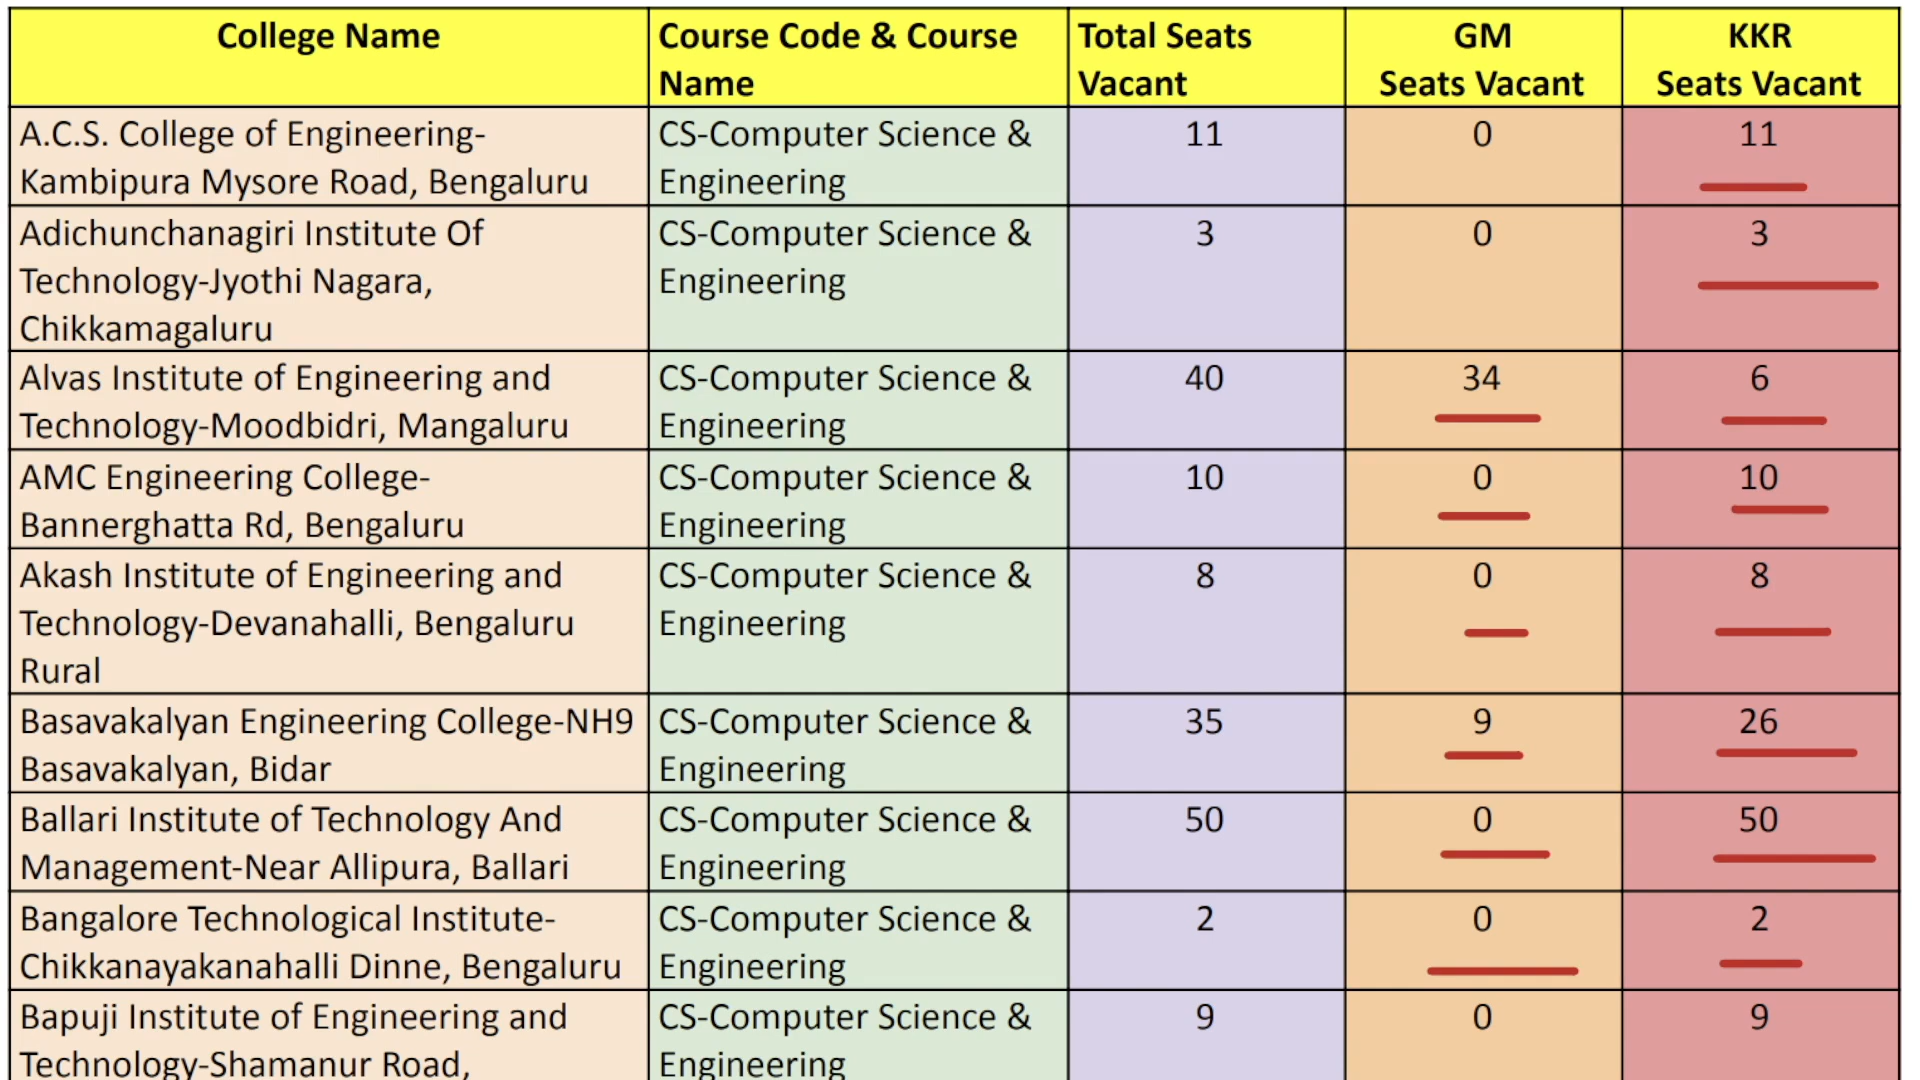 College Name
Course Code & Course
Name
Total Seats
Vacant
GM
Seats Vacant
KKR
Seats Vacant
A.C.S. College of Engineering-
Kambipura Mysore Road, Bengaluru
CS-Computer Science &
Engineering
11
0
11
Adichunchanagiri Institute Of
Technology-Jyothi Nagara,
Chikkamagaluru
CS-Computer Science &
Engineering
3
0
3
Alvas Institute of Engineering and
Technology-Moodbidri, Mangaluru
CS-Computer Science &
Engineering
40
34
6
AMC Engineering College-
Bannerghatta Rd, Bengaluru
CS-Computer Science &
Engineering
10
0
10
Akash Institute of Engineering and
Technology-Devanahalli, Bengaluru
Rural
CS-Computer Science &
Engineering
8
0
8
Basavakalyan Engineering College-NH9
Basavakalyan, Bidar
CS-Computer Science &
Engineering
35
9
26
Ballari Institute of Technology And
Management-Near Allipura, Ballari
CS-Computer Science &
Engineering
50
0
50
Bangalore Technological Institute-
Chikkanayakanahalli Dinne, Bengaluru
CS-Computer Science &
Engineering
2
0
2
Bapuji Institute of Engineering and
Technology-Shamanur Road,
CS-Computer Science &
Engineering
9
0
9